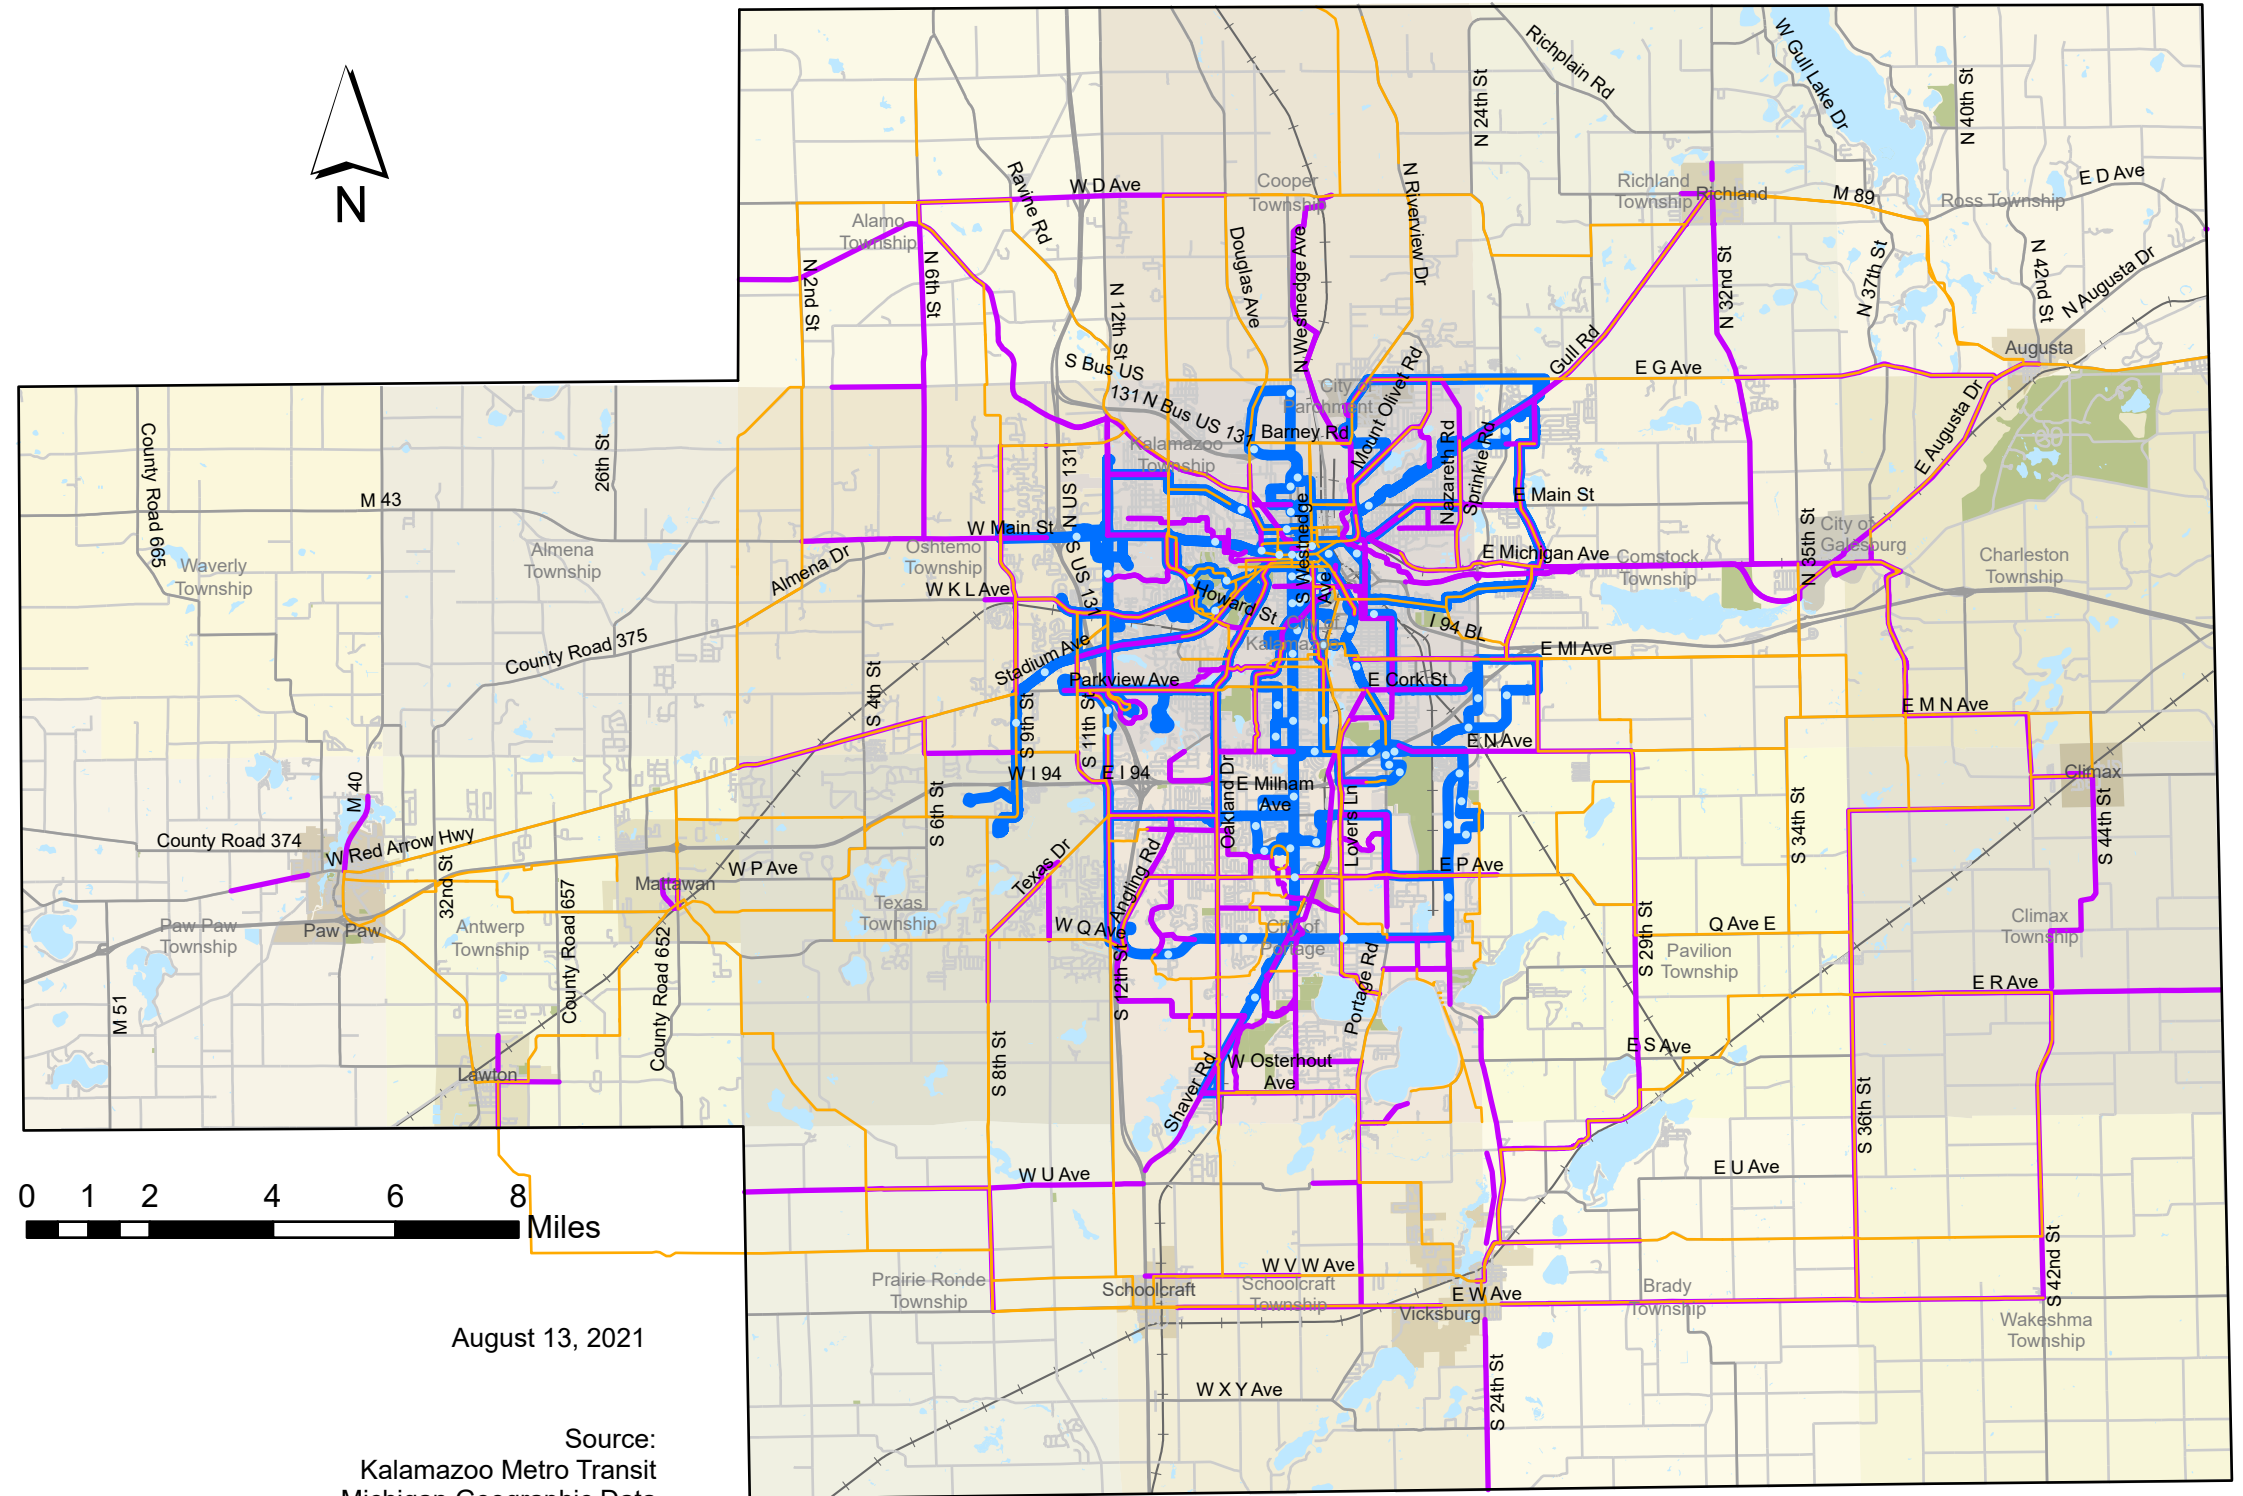 Richplain Rd
W Gull Lake Dr
N 24th St
N 40th St
N
W D Ave
Ravine Rd
Cooper
Township
N Riverview Dr
Richland
Township
Richland
M 89
Ross Township
E D Ave
Alamo
Township
N 2nd St
N 6th St
N 12th St
Douglas Ave
N Westnedge Ave
N 32nd St
N 37th St
N 42nd St
N Augusta Dr
Gull Rd
S Bus US
131 N Bus US 131
City of
Parchment
Mount Olivet Rd
E G Ave
Augusta
County Road 665
26th St
M 43
Barney Rd
Kalamazoo
Township
Nazareth Rd
Sprinkle Rd
E Augusta Dr
N US 131
W Main St
E Main St
Waverly
Township
Almena
Township
Almena Dr
Oshtemo
Township
S US 131
S Westnedge
Ave
E Michigan Ave
Comstock
Township
N 35th St
City of
Galesburg
Charleston
Township
W K L Ave
Howard St
I 94 BL
City of
Kalamazoo
County Road 375
Stadium Ave
E MI Ave
S 4th St
Parkview Ave
E Cork St
S 9th St
S 11th St
E M N Ave
E N Ave
M 40
W I 94
E I 94
Oakland Dr
E Milham
Ave
Lovers Ln
Climax
County Road 374
W Red Arrow Hwy
S 6th St
S 34th St
S 44th St
32nd St
W P Ave
Texas Dr
Angling Rd
E P Ave
Mattawan
County Road 657
Paw Paw
Township
Paw Paw
Antwerp
Township
Texas
Township
W Q Ave
City of
Portage
S 29th St
Q Ave E
Pavilion
Township
Climax
Township
M 51
County Road 652
S 12th St
Portage Rd
E R Ave
Lawton
S 8th St
Shaver Rd
W Osterhout
Ave
E S Ave
S 36th St
W U Ave
E U Ave
0 1 2 4 6 8
Miles
W V W Ave
Prairie Ronde
Township
Schoolcraft
Schoolcraft
Township
E W Ave
Vicksburg
Brady
Township
S 42nd St
Wakeshma
Township
August 13, 2021
W X Y Ave
S 24th St
Source:
Kalamazoo Metro Transit
Michigan Geographic Data